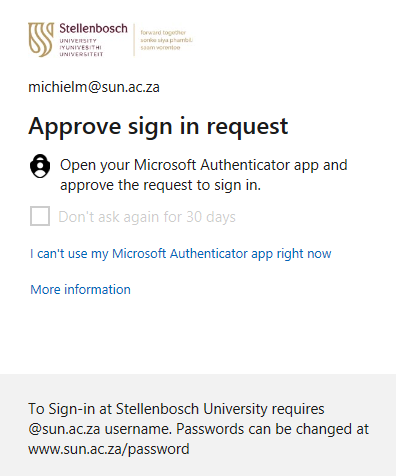 Stellenbosch
UNIVERSITY
IYUNIVESITHI
UNIVERSITEIT
forward together
sonke siya phambili
saam vorentoe
michielm@sun.ac.za
Approve sign in request
Open your Microsoft Authenticator app and
approve the request to sign in.
Don't ask again for 30 days
I can't use my Microsoft Authenticator app right now
More information
To Sign-in at Stellenbosch University requires
@sun.ac.za username. Passwords can be changed at
www.sun.ac.za/password